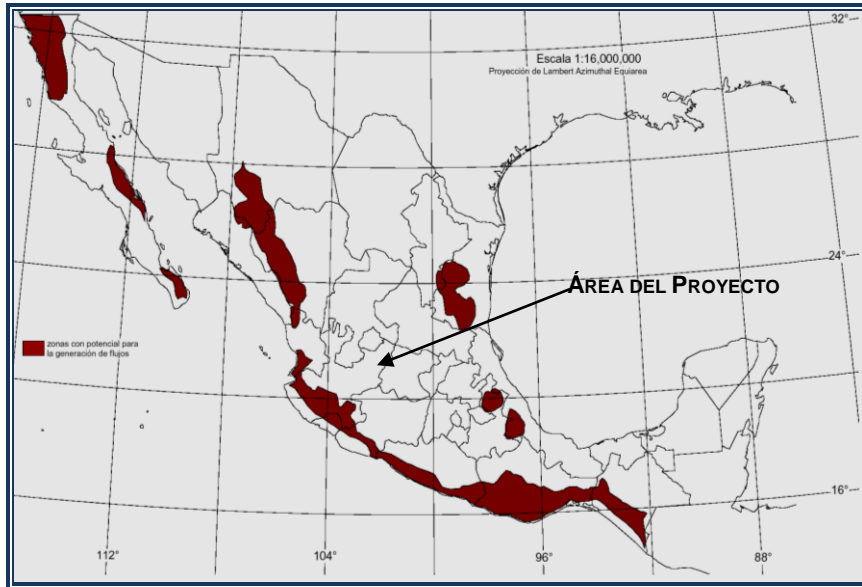 32°
Escala 1:16,000,000
Proyección de Lambert Azimuthal Equiarea
24°
ÁREA DEL PROYECTO
zonas con potencial para
la generación de flujos
16°
112°
104°
96°
88°